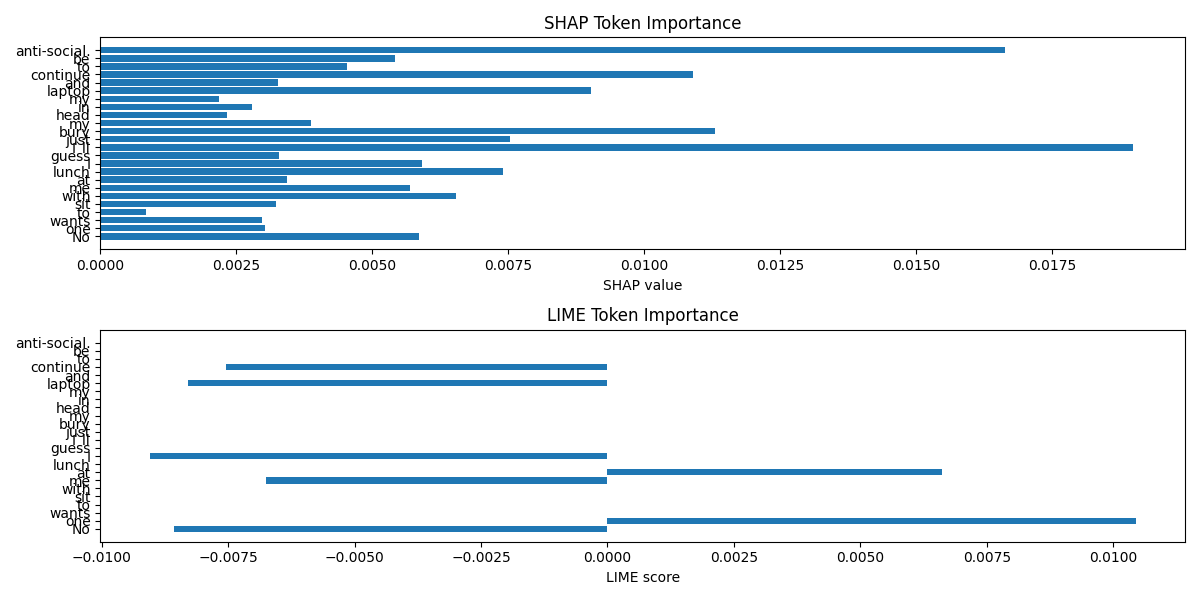 SHAP Token Importance
anti-social.
be
to
continue
and
laptop
my
in
head
my
bury
just
I'll
guess
I
lunch
at
me
with
sit
to
wants
one
No
0.0000 0.0025 0.0050 0.0075 0.0100 0.0125 0.0150 0.0175
SHAP value
LIME Token Importance
anti-social.
be
to
continue
and
laptop
my
in
head
my
bury
just
I'll
guess
I
lunch
at
me
with
sit
to
wants
one
No
−0.0100 −0.0075 −0.0050 −0.0025 0.0000 0.0025 0.0050 0.0075 0.0100
LIME score